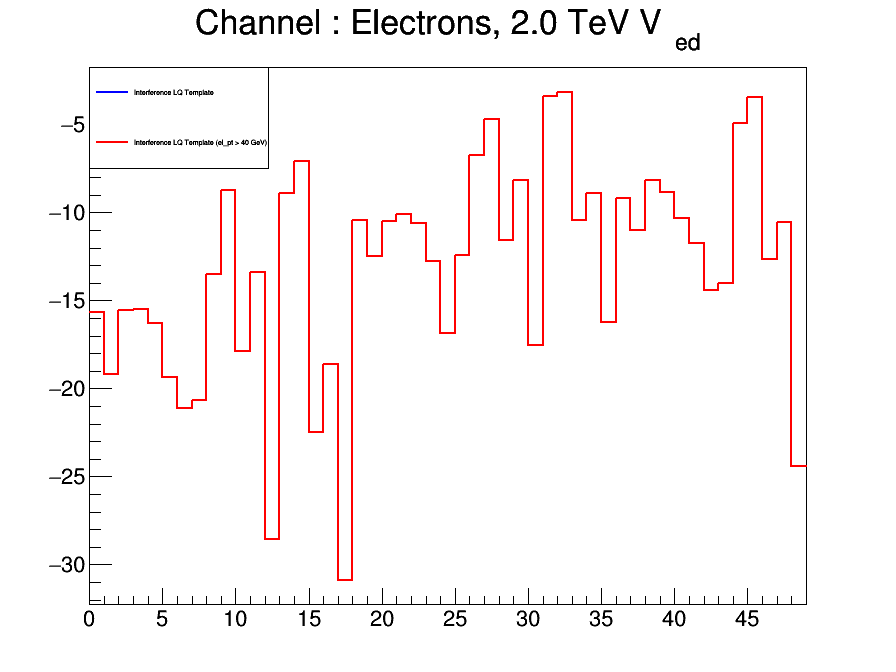 Channel : Electrons, 2.0 TeV V ed
Interference LQ Template
Interference LQ Template (el_pt > 40 GeV)
−5
−10
−15
−20
−25
−30
0 5 10 15 20 25 30 35 40 45